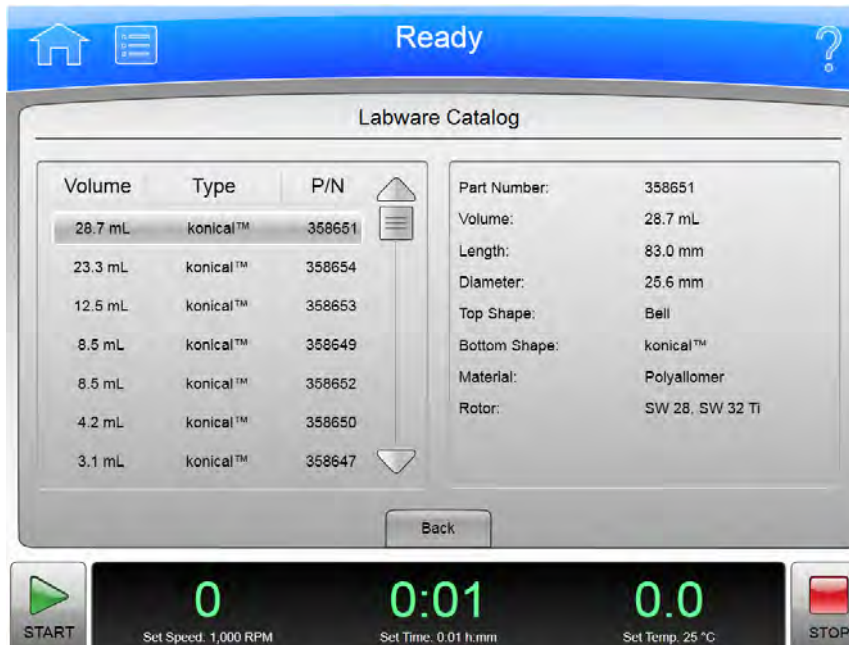 Ready
?
Labware Catalog
Volume Type P/N
28.7 mL konical™ 358651
23.3 mL konical™ 358654
12.5 mL konical™ 358653
8.5 mL konical™ 358649
8.5 mL konical™ 358652
4.2 mL konical™ 358650
3.1 mL konical™ 358647
Part Number: 358651
Volume: 28.7 mL
Length: 83.0 mm
Diameter: 25.6 mm
Top Shape: Bell
Bottom Shape: konical™
Material: Polyallomer
Rotor: SW 28, SW 32 Ti
Back
START
0
Set Speed: 1,000 RPM
0:01
Set Time: 0:01 h:mm
0.0
Set Temp. 25 °C
STOP